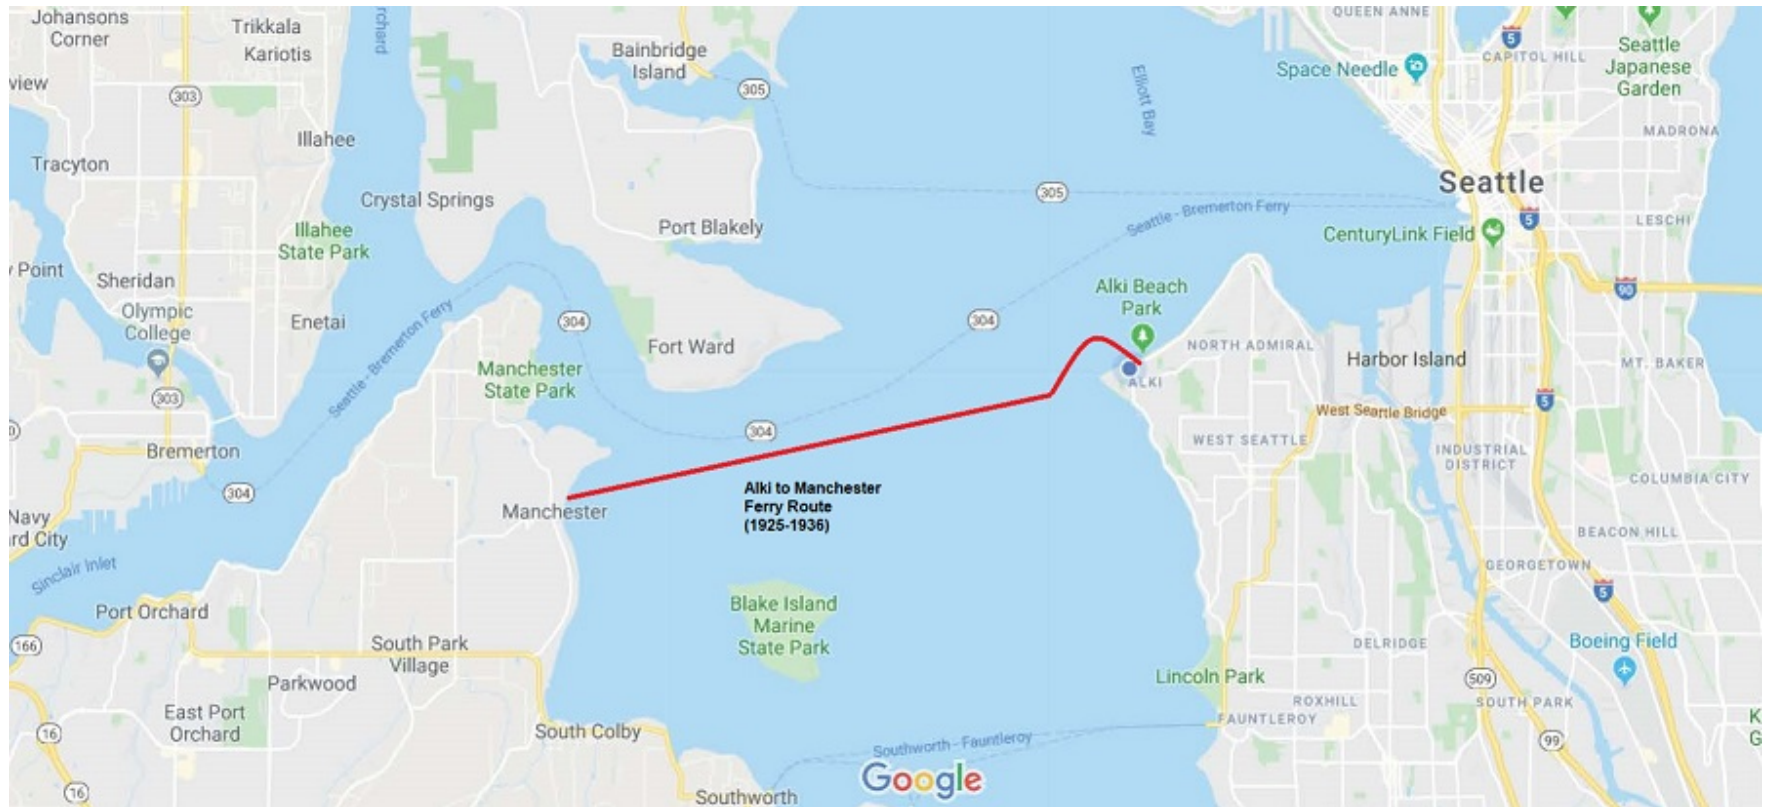 Johansons
Corner
Trikkala
Kariotis
rchard
Bainbridge
Island
305
Elliott Bay
QUEEN ANNE
5
CAPITOL HILL
Space Needle
Seattle
Japanese
Garden
view
303
Illahee
Tracyton
Crystal Springs
Port Blakely
305
Seattle - Bremerton Ferry
Seattle
MADRONA
5
LESCHI
CenturyLink Field
Illahee
State Park
y Point
Sheridan
Olympic
College
Enetai
Seattle - Bremerton Ferry
304
Fort Ward
304
Alki Beach
Park
90
NORTH ADMIRAL
Harbor Island
MT. BAKER
Manchester
State Park
ALKI
303
West Seattle Bridge
5
304
WEST SEATTLE
INDUSTRIAL
DISTRICT
Bremerton
304
COLUMBIA CITY
Manchester
Alki to Manchester
Ferry Route
(1925-1936)
Navy
rd City
BEACON HILL
Sinclair Inlet
GEORGETOWN
5
Port Orchard
Blake Island
Marine
State Park
166
South Park
Village
DELRIDGE
Boeing Field
Parkwood
Lincoln Park
509
ROXHILL
SOUTH PARK
East Port
Orchard
FAUNTLEROY
K
G
16
South Colby
Southworth - Fauntleroy
99
Google
16
Southworth